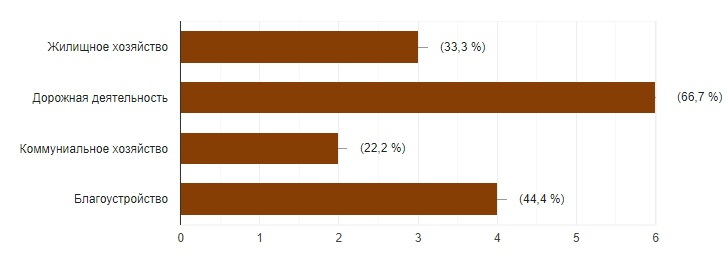 Жилищное хозяйство
(33,3 %)
Дорожная деятельность
(66,7 %)
Коммуниальное хозяйство
(22,2 %)
Благоустройство
(44,4 %)
0 1 2 3 4 5 6